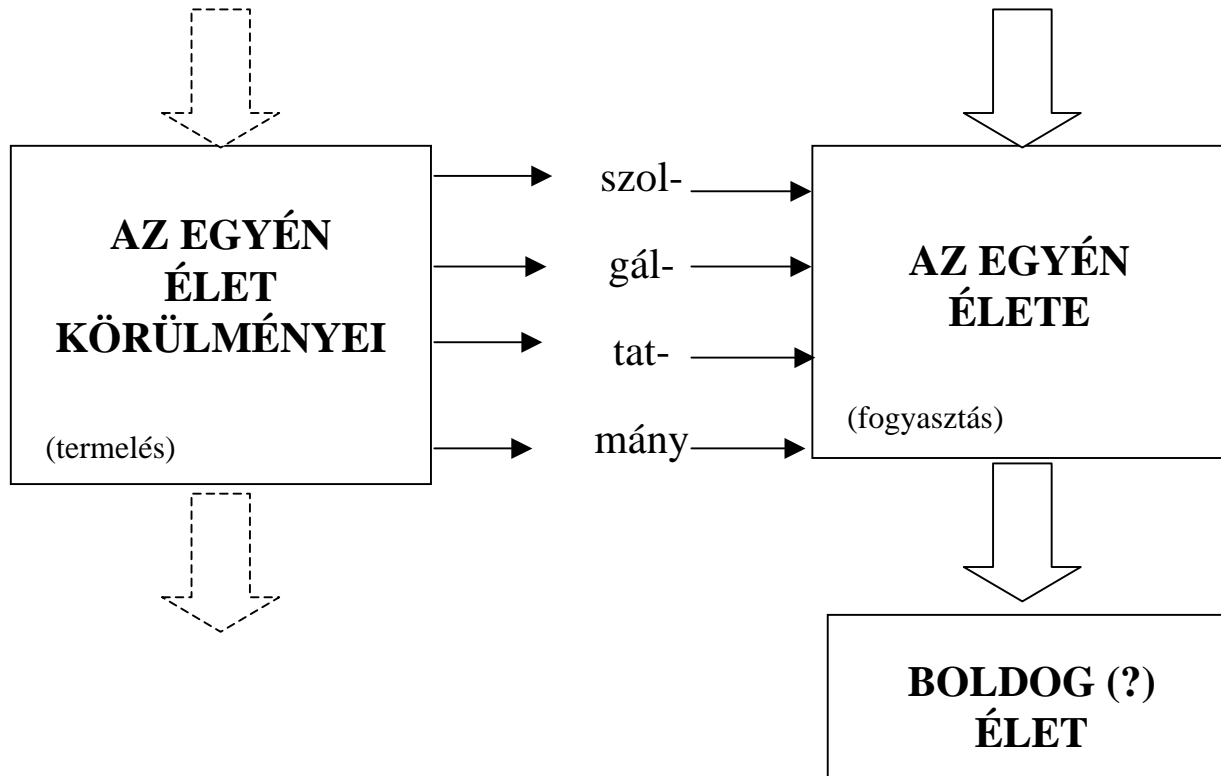 AZ EGYÉN
ÉLET
KÖRÜLMÉNYEI
(termelés)
szol-
gál-
tat-
mány
AZ EGYÉN
ÉLETE
(fogyasztás)
BOLDOG (?)
ÉLET